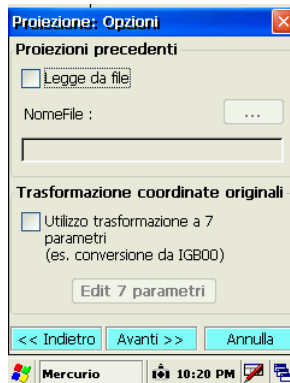 Proiezione: Opzioni
Proiezioni precedenti
Legge da file
NomeFile :
...
Trasformazione coordinate originali
Utilizzo trasformazione a 7
parametri
(es. conversione da IGB00)
Edit 7 parametri
<< Indietro Avanti >> Annulla
Mercurio 10:20 PM